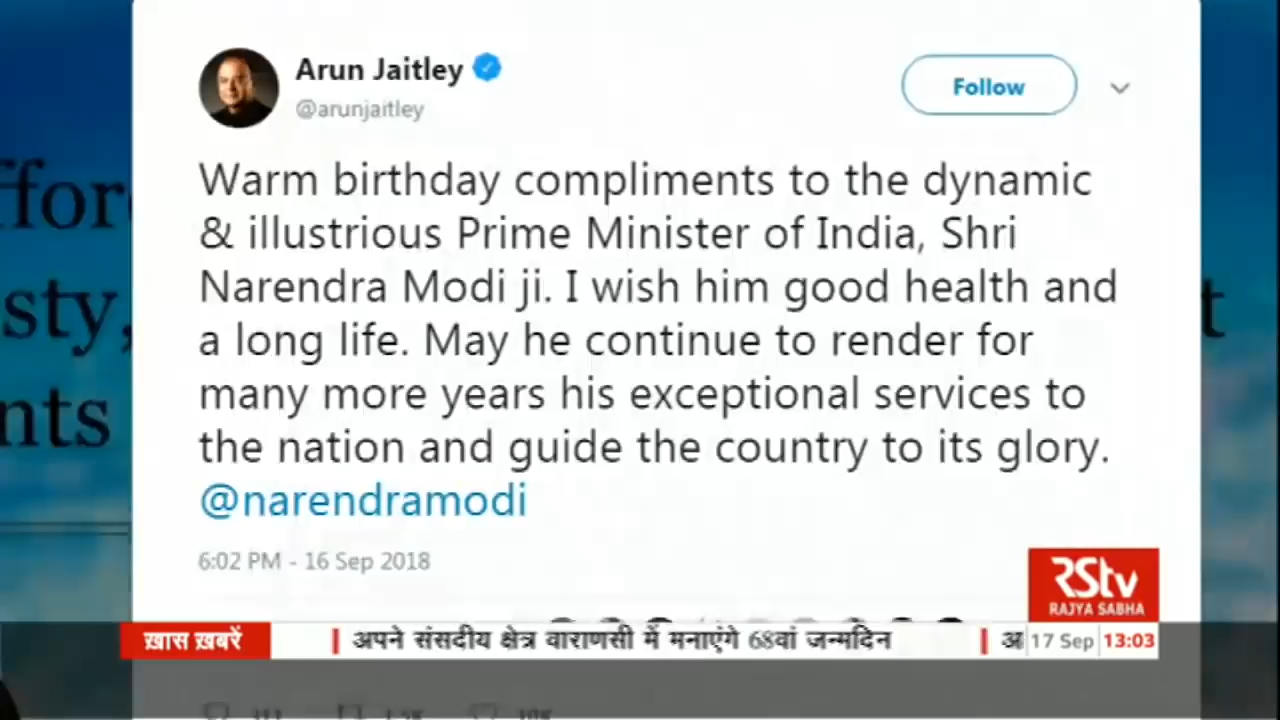 Arun Jaitley
@arunjaitley
Follow
Warm birthday compliments to the dynamic
& illustrious Prime Minister of India, Shri
Narendra Modi ji. I wish him good health and
a long life. May he continue to render for
many more years his exceptional services to
the nation and guide the country to its glory.
@narendramodi
6:02 PM - 16 Sep 2018
RStv
RAJYA SABHA
ख़ास ख़बरें
अपने संसदीय क्षेत्र वाराणसी में मनाएंगे 68वां जन्मदिन
17 Sep 13:03